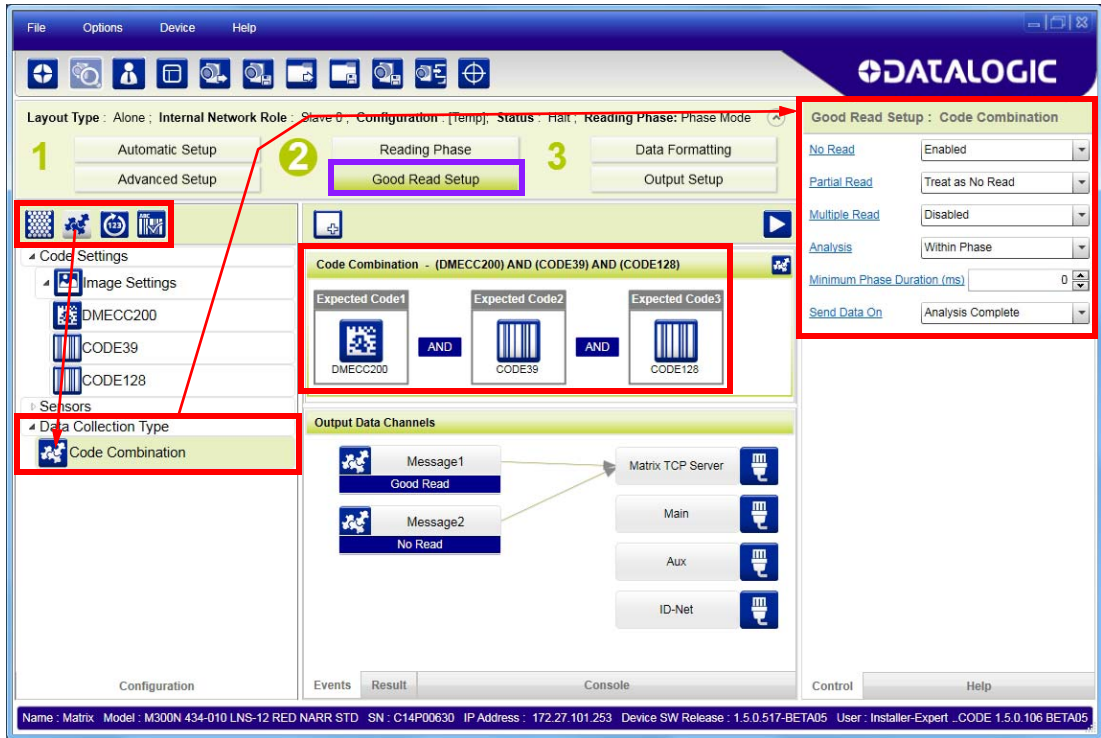 File Options Device Help
DATALOGIC
Layout Type : Alone ; Internal Network Role : Slave 0 ; Configuration : [Temp]; Status : Halt ; Reading Phase: Phase Mode
1 Automatic Setup
Advanced Setup
2 Reading Phase
Good Read Setup
3 Data Formatting
Output Setup
123
ABC
Code Settings
Image Settings
DMECC200
CODE39
CODE128
Sensors
Data Collection Type
Code Combination
Configuration
Code Combination - (DMECC200) AND (CODE39) AND (CODE128)
Expected Code1 Expected Code2 Expected Code3
AND AND
DMECC200 CODE39 CODE128
Output Data Channels
Message1
Good Read
Message2
No Read
Matrix TCP Server
Main
Aux
ID-Net
Events Result Console
Good Read Setup : Code Combination
No Read Enabled
Partial Read Treat as No Read
Multiple Read Disabled
Analysis Within Phase
Minimum Phase Duration (ms) 0
Send Data On Analysis Complete
Control Help
Name : Matrix Model : M300N 434-010 LNS-12 RED NARR STD SN : C14P00630 IP Address : 172.27.101.253 Device SW Release : 1.5.0.517-BETA05 User : Installer-Expert ..CODE 1.5.0.106 BETA05